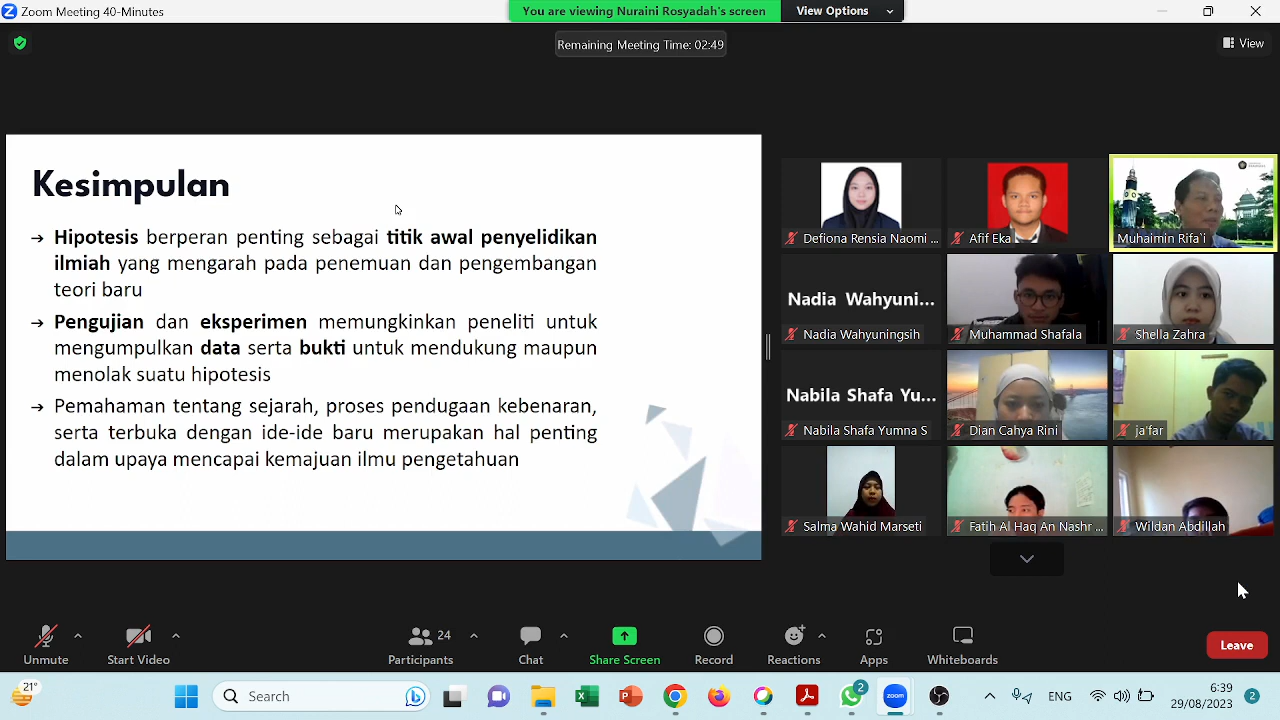 Zoom Meeting 40-Minutes
You are viewing Nuraini Rosyadah's screen
View Options
Remaining Meeting Time: 02:49
View
Kesimpulan
→ Hipotesis berperan penting sebagai titik awal penyelidikan
ilmiah yang mengarah pada penemuan dan pengembangan
teori baru
→ Pengujian dan eksperimen memungkinkan peneliti untuk
mengumpulkan data serta bukti untuk mendukung maupun
menolak suatu hipotesis
→ Pemahaman tentang sejarah, proses pendugaan kebenaran,
serta terbuka dengan ide-ide baru merupakan hal penting
dalam upaya mencapai kemajuan ilmu pengetahuan
Defiona Rensia Naomi ...
Afif Eka
Muhaimin Rifa'i
Nadia Wahyuni...
Nadia Wahyuningsih
Muhammad Shafala
Shella Zahra
Nabila Shafa Yu...
Nabila Shafa Yumna S
Dian Cahya Rini
ja'far
Salma Wahid Marseti
Fatih Al Haq An Nashr ...
Wildan Abdillah
Unmute
Start Video
24
Participants
Chat
Share Screen
Record
Reactions
Apps
Whiteboards
Leave
21°
Search
2
ENG
6:39
29/08/2023
2